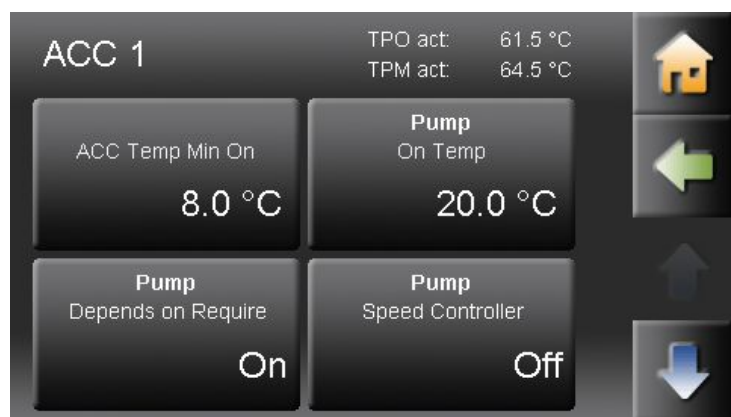 ACC 1
TPO act: 61.5 °C
TPM act: 64.5 °C
ACC Temp Min On
8.0 °C
Pump
On Temp
20.0 °C
Pump
Depends on Require
On
Pump
Speed Controller
Off